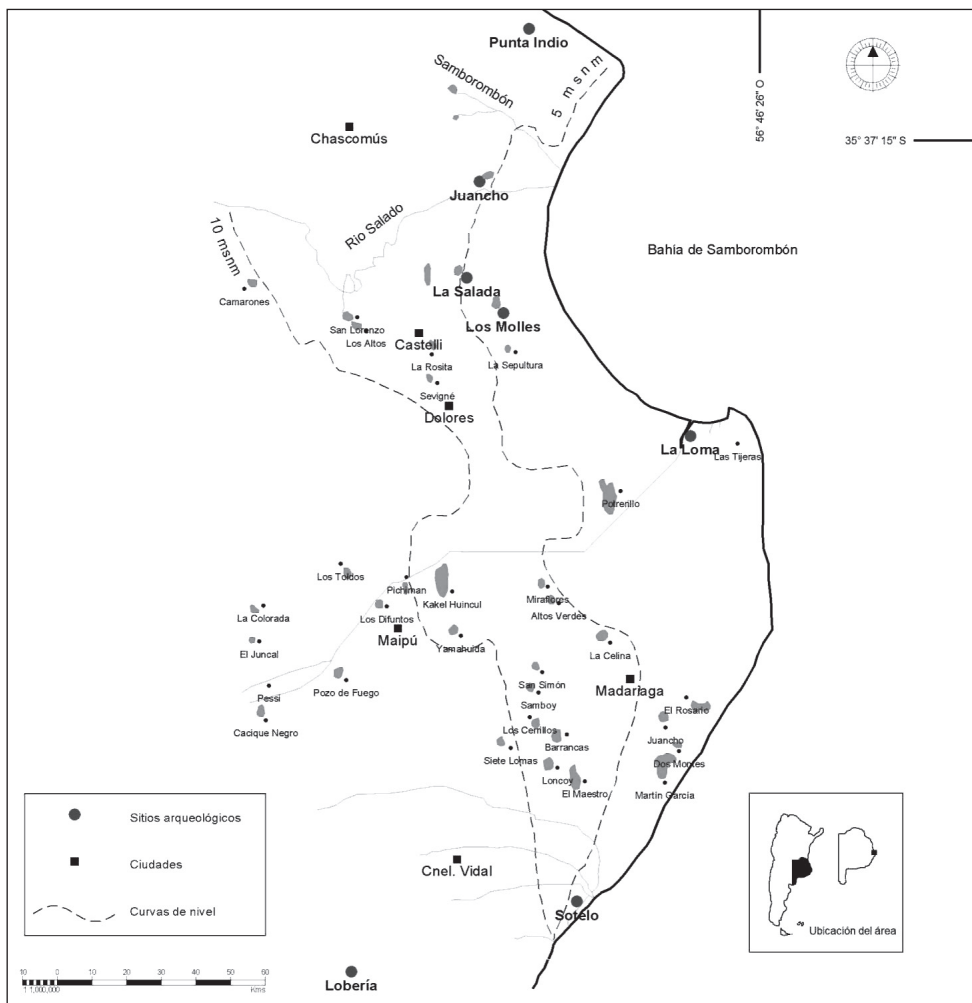 Punta Indio
Samborombón
5 msnm
56° 46' 26" O
35° 37' 15" S
Chascomús
Juancho
Rio Salado
10 msnm
Bahía de Samborombón
Camarones
La Salada
San Lorenzo
Los Altos
Los Molles
Castelli
La Rosita
La Sepultura
Sevigné
Dolores
La Loma
Las Tijeras
Potrerillo
Los Toldos
Pichiman
Kakel Huincul
Miraflores
Altos Verdes
La Colorada
Los Difuntos
Maipú
Yamahuida
El Juncal
La Celina
Pessi
Pozo de Fuego
San Simón
Madariaga
Samboy
El Rosario
Cacique Negro
Los Cerrillos
Barrancas
Juancho
Siete Lomas
Dos Montes
Loncoy
El Maestro
Martín García
Sitios arqueológicos
Ciudades
Curvas de nivel
Cnel. Vidal
Sotelo
Ubicación del área
10 0 10 20 30 40 50 60
1:1,000,000
Kms
Lobería